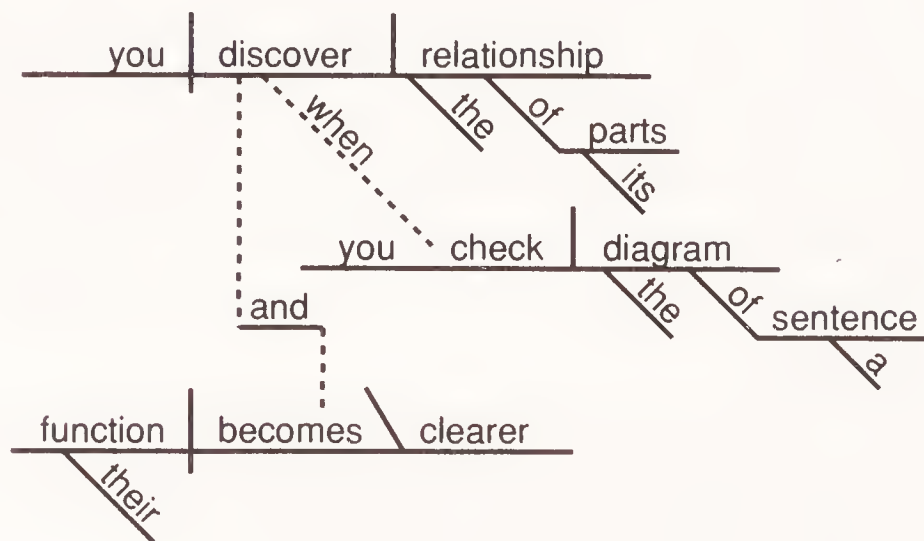 you discover relationship
the of parts
when its
you check diagram
the of sentence
and a
function becomes clearer
their